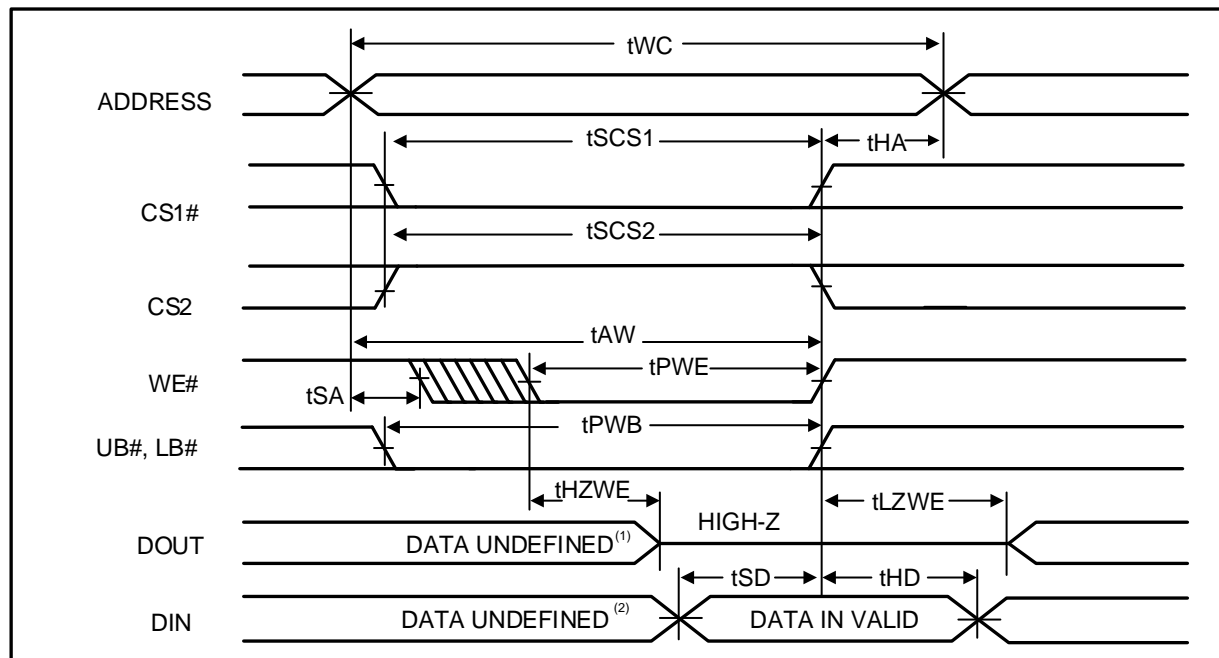 tWC
ADDRESS
tSCS1
tHA
CS1#
tSCS2
CS2
tAW
WE#
tPWE
tSA
tPWB
UB#, LB#
tHZWE
tLZWE
HIGH-Z
DOUT
DATA UNDEFINED (1)
tSD
tHD
DIN
DATA UNDEFINED (2)
DATA IN VALID